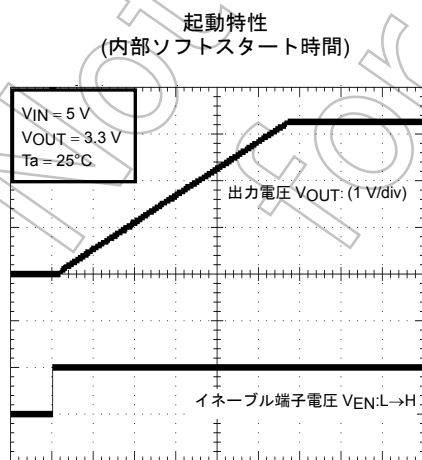 起動特性
(内部ソフトスタート時間)
VIN = 5 V
VOUT = 3.3 V
Ta = 25°C
出力電圧 VOUT: (1 V/div)
イネーブル端子電圧 VEN:L→H
Not
for